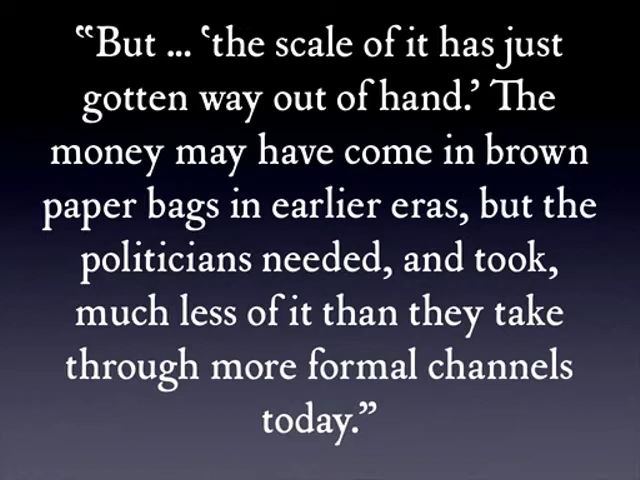 “But ... ‘the scale of it has just
gotten way out of hand.’ The
money may have come in brown
paper bags in earlier eras, but the
politicians needed, and took,
much less of it than they take
through more formal channels
today.”